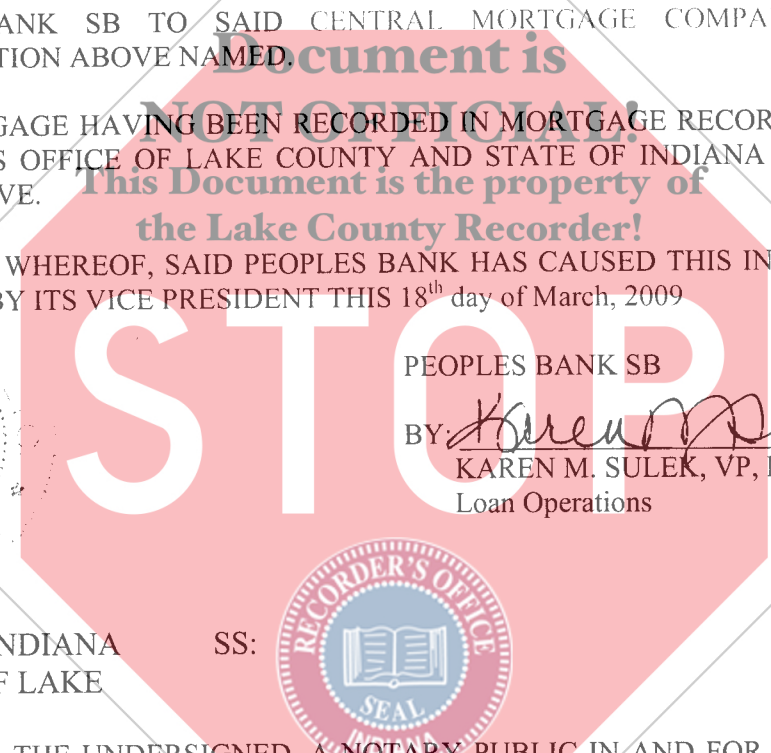 ANK SB TO SAID CENTRAL MORTGAGE COMPA
TION ABOVE NAMED.
Document is
NOT OFFICIAL!
GAGE HAVING BEEN RECORDED IN MORTGAGE RECOR
S OFFICE OF LAKE COUNTY AND STATE OF INDIANA
VE.
This Document is the property of
the Lake County Recorder!
WHEREOF, SAID PEOPLES BANK HAS CAUSED THIS IN
BY ITS VICE PRESIDENT THIS 18th day of March, 2009
STOP
PEOPLES BANK SB
BY: Karen M. S
KAREN M. SULEK, VP,
Loan Operations
RECORDER'S OFFICE
SEAL
INDIANA
NDIANA SS:
F LAKE
THE UNDERSIGNED, A NOTARY PUBLIC IN AND FOR